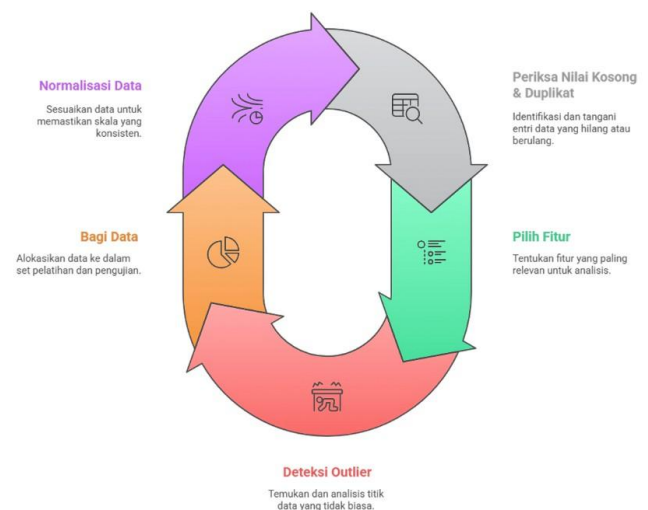 Normalisasi Data
Sesuaikan data untuk
memastikan skala yang
konsisten.
Periksa Nilai Kosong
& Duplikat
Identifikasi dan tangani
entri data yang hilang atau
berulang.
Bagi Data
Alokasikan data ke dalam
set pelatihan dan pengujian.
Pilih Fitur
Tentukan fitur yang paling
relevan untuk analisis.
Deteksi Outlier
Temukan dan analisis titik
data yang tidak biasa.